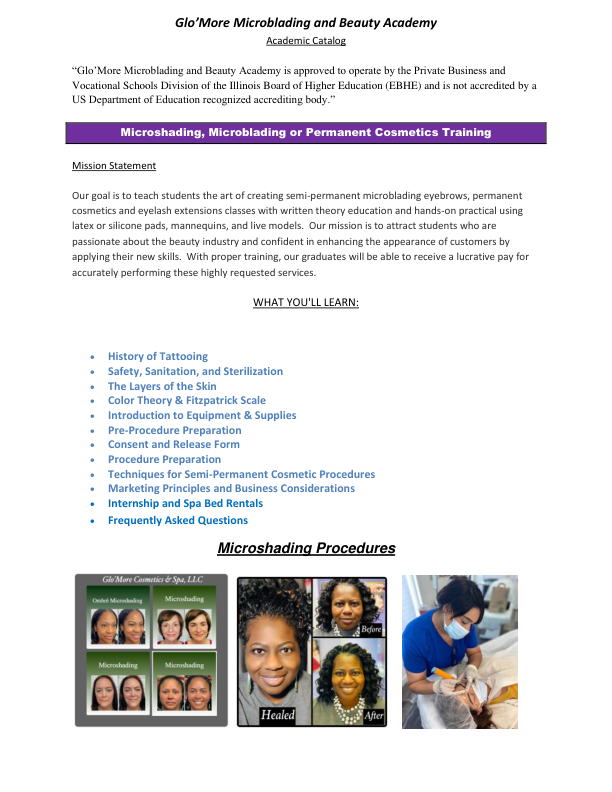 Glo’More Microblading and Beauty Academy
Academic Catalog
“Glo’More Microblading and Beauty Academy is approved to operate by the Private Business and
Vocational Schools Division of the Illinois Board of Higher Education (EBHE) and is not accredited by a
US Department of Education recognized accrediting body.”
Microshading, Microblading or Permanent Cosmetics Training
Mission Statement
Our goal is to teach students the art of creating semi-permanent microblading eyebrows, permanent
cosmetics and eyelash extensions classes with written theory education and hands-on practical using
latex or silicone pads, mannequins, and live models.  Our mission is to attract students who are
passionate about the beauty industry and confident in enhancing the appearance of customers by
applying their new skills.  With proper training, our graduates will be able to receive a lucrative pay for
accurately performing these highly requested services.
WHAT YOU'LL LEARN:
• History of Tattooing
• Safety, Sanitation, and Sterilization
• The Layers of the Skin
• Color Theory & Fitzpatrick Scale
• Introduction to Equipment & Supplies
• Pre-Procedure Preparation
• Consent and Release Form
• Procedure Preparation
• Techniques for Semi-Permanent Cosmetic Procedures
• Marketing Principles and Business Considerations
• Internship and Spa Bed Rentals
• Frequently Asked Questions
Microshading Procedures
Glo'More Cosmetics & Spa, LLC
Ombré Microshading
Microshading
Microshading
Microshading
Healed
Before
After